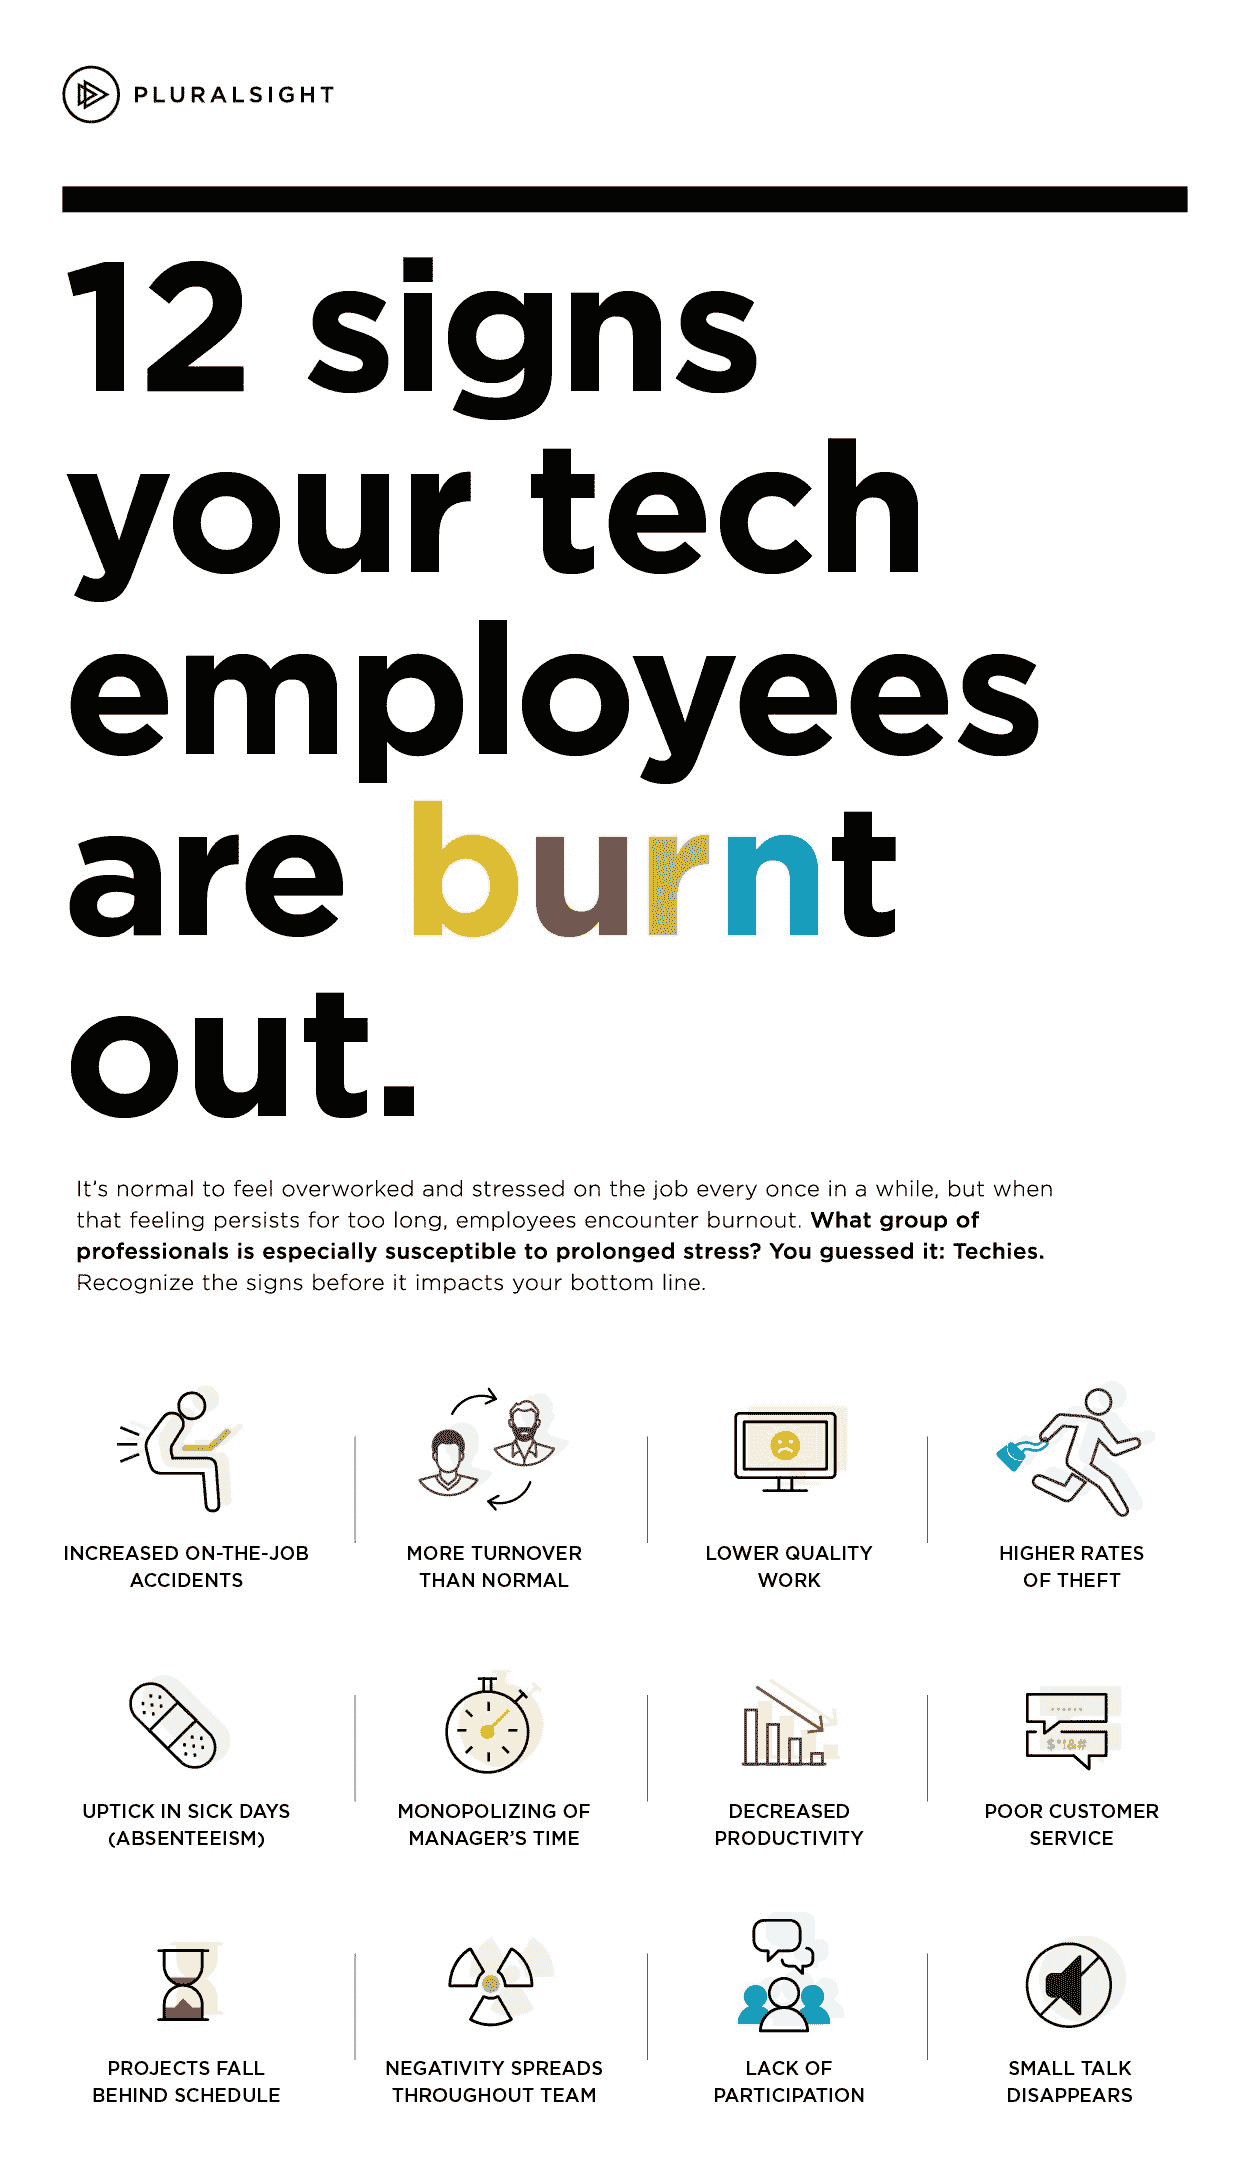 PLURALSIGHT
12 signs
your tech
employees
are burnt
out.
It's normal to feel overworked and stressed on the job every once in a while, but when
that feeling persists for too long, employees encounter burnout. What group of
professionals is especially susceptible to prolonged stress? You guessed it: Techies.
Recognize the signs before it impacts your bottom line.
INCREASED ON-THE-JOB
ACCIDENTS
MORE TURNOVER
THAN NORMAL
LOWER QUALITY
WORK
HIGHER RATES
OF THEFT
UPTICK IN SICK DAYS
(ABSENTEEISM)
MONOPOLIZING OF
MANAGER'S TIME
DECREASED
PRODUCTIVITY
......
$*!&#
POOR CUSTOMER
SERVICE
PROJECTS FALL
BEHIND SCHEDULE
NEGATIVITY SPREADS
THROUGHOUT TEAM
LACK OF
PARTICIPATION
SMALL TALK
DISAPPEARS